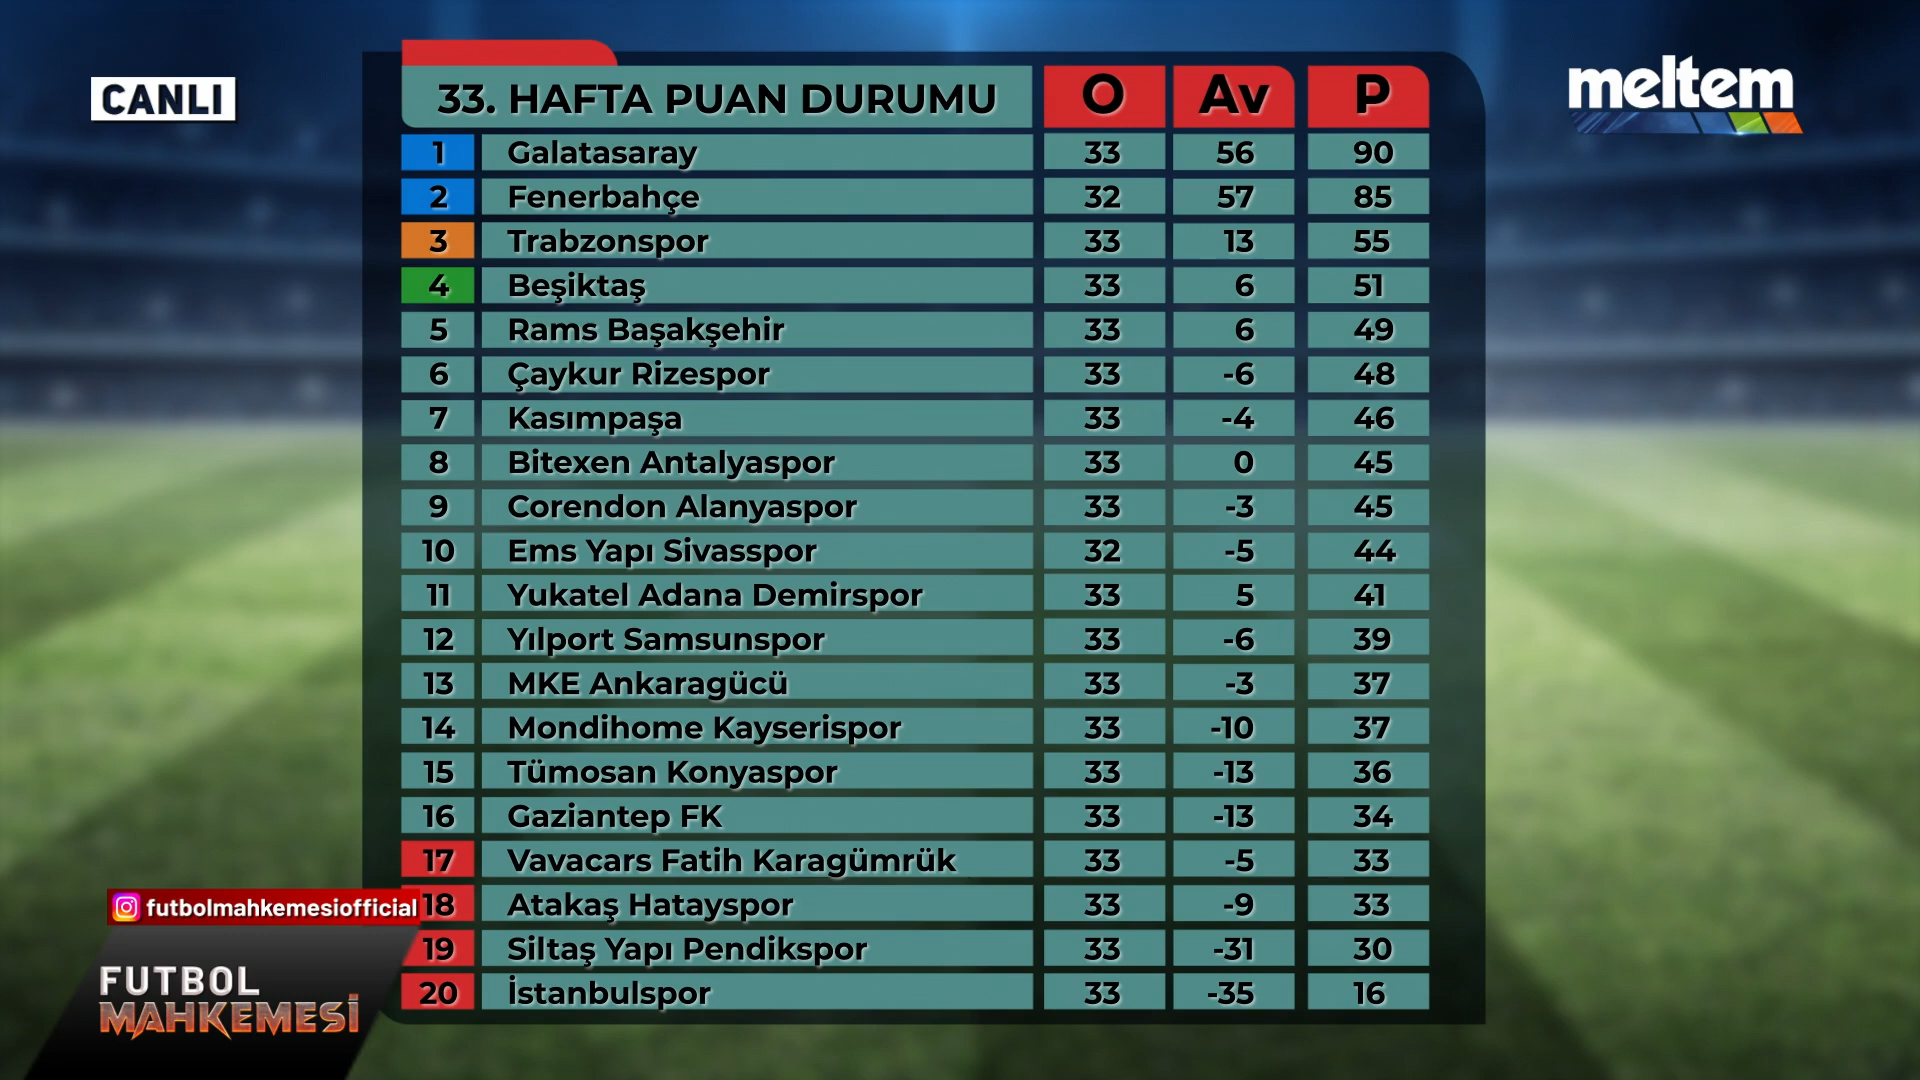 CANLI
meltem
33. HAFTA PUAN DURUMU O Av P
1 Galatasaray 33 56 90
2 Fenerbahçe 32 57 85
3 Trabzonspor 33 13 55
4 Beşiktaş 33 6 51
5 Rams Başakşehir 33 6 49
6 Çaykur Rizespor 33 -6 48
7 Kasımpaşa 33 -4 46
8 Bitexen Antalyaspor 33 0 45
9 Corendon Alanyaspor 33 -3 45
10 Ems Yapı Sivasspor 32 -5 44
11 Yukatel Adana Demirspor 33 5 41
12 Yılport Samsunspor 33 -6 39
13 MKE Ankaragücü 33 -3 37
14 Mondihome Kayserispor 33 -10 37
15 Tümosan Konyaspor 33 -13 36
16 Gaziantep FK 33 -13 34
17 Vavacars Fatih Karagümrük 33 -5 33
18 Atakaş Hatayspor 33 -9 33
19 Siltaş Yapı Pendikspor 33 -31 30
20 İstanbulspor 33 -35 16
futbolmahkemesiofficial
FUTBOL
MAHKEMESİ